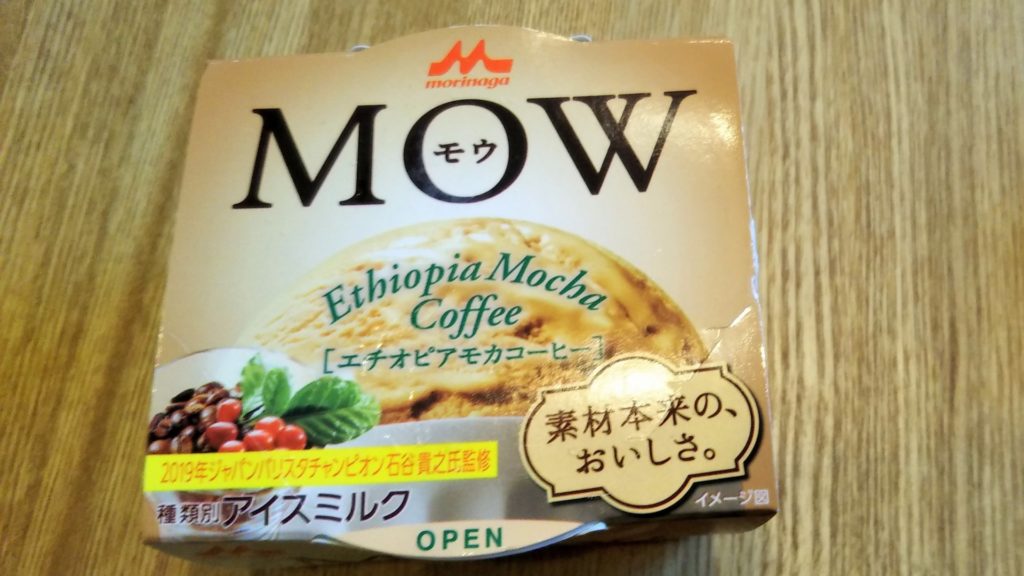 morinaga
MOW
モウ
Ethiopia Mocha
Coffee
[エチオピアモカコーヒー]
素材本来の、
おいしさ。
2019年ジャパンバリスタチャンピオン石谷貴之氏監修
種類別アイスミルク
イメージ図
OPEN